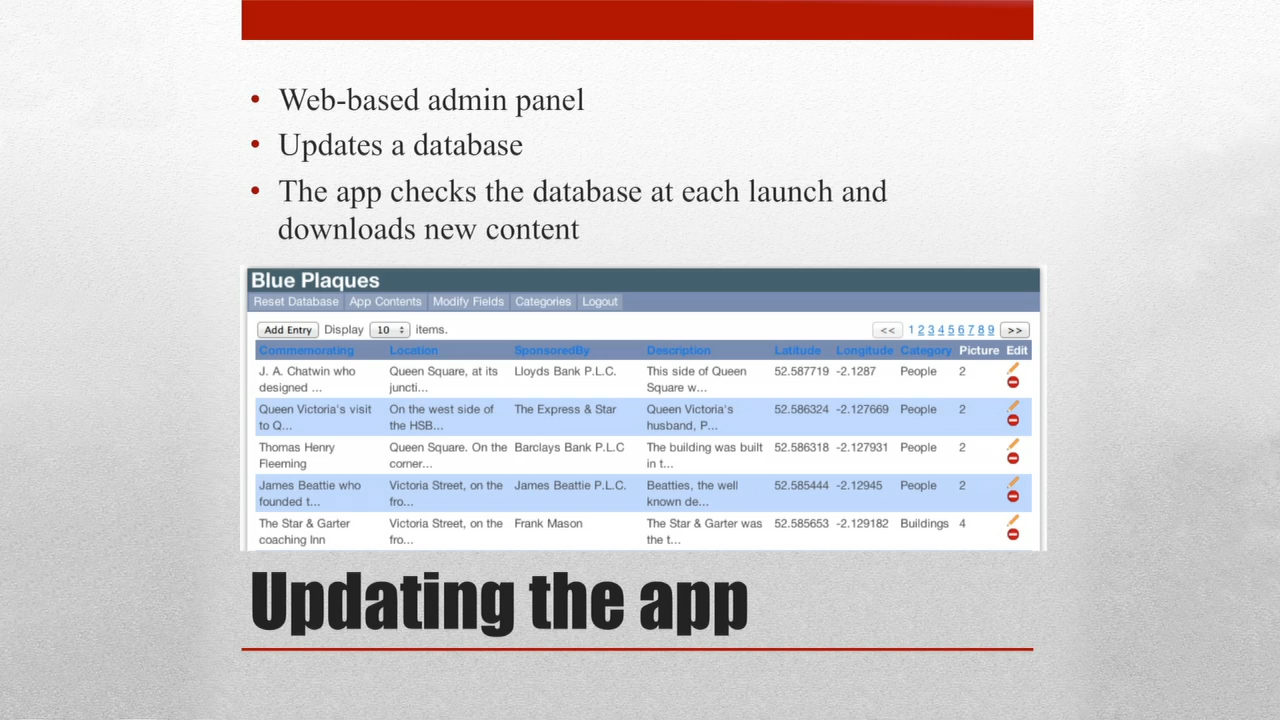 • Web-based admin panel
• Updates a database
• The app checks the database at each launch and
downloads new content
Blue Plaques
Reset Database App Contents Modify Fields Categories Logout
Add Entry Display 10 items. << 1 2 3 4 5 6 7 8 9 >>
Commemorating Location SponsoredBy Description Latitude Longitude Category Picture Edit
J. A. Chatwin who Queen Square, at its Lloyds Bank P.L.C. This side of Queen 52.587719 -2.1287 People 2
designed ... juncti... Square w...
Queen Victoria's visit On the west side of The Express & Star Queen Victoria's 52.586324 -2.127669 People 2
to Q... the HSB... husband, P...
Thomas Henry Queen Square. On the Barclays Bank P.L.C The building was built 52.586318 -2.127931 People 2
Fleeming corner... in t...
James Beattie who Victoria Street, on the James Beattie P.L.C. Beatties, the well 52.585444 -2.12945 People 2
founded t... fro... known de...
The Star & Garter Victoria Street, on the Frank Mason The Star & Garter was 52.585653 -2.129182 Buildings 4
coaching Inn fro... the t...
Updating the app